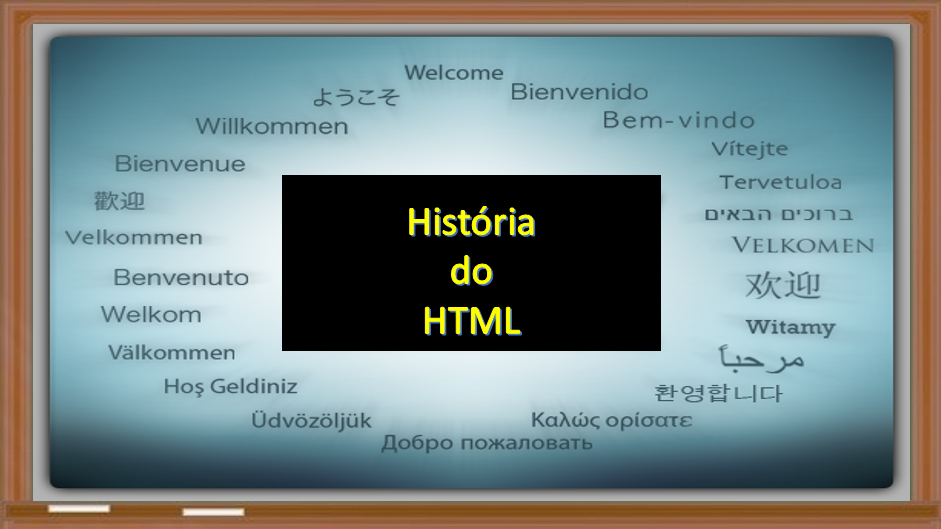 Welcome
ようこそ
Bienvenido
Willkommen
Bem-vindo
Bienvenue
Vítejte
歡迎
Tervetuloa
ברוכים הבאים
Velkommen
VELKOMEN
Benvenuto
欢迎
Welkom
Witamy
Välkommen
مرحباً
Hoş Geldiniz
환영합니다
Üdvözöljük
Καλώς ορίσατε
Добро пожаловать
História
do
HTML